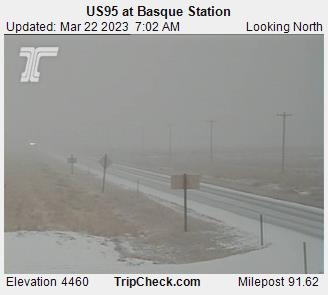 US95 at Basque Station
Updated: Mar 22 2023 7:02 AM Looking North
Elevation 4460 TripCheck.com Milepost 91.62